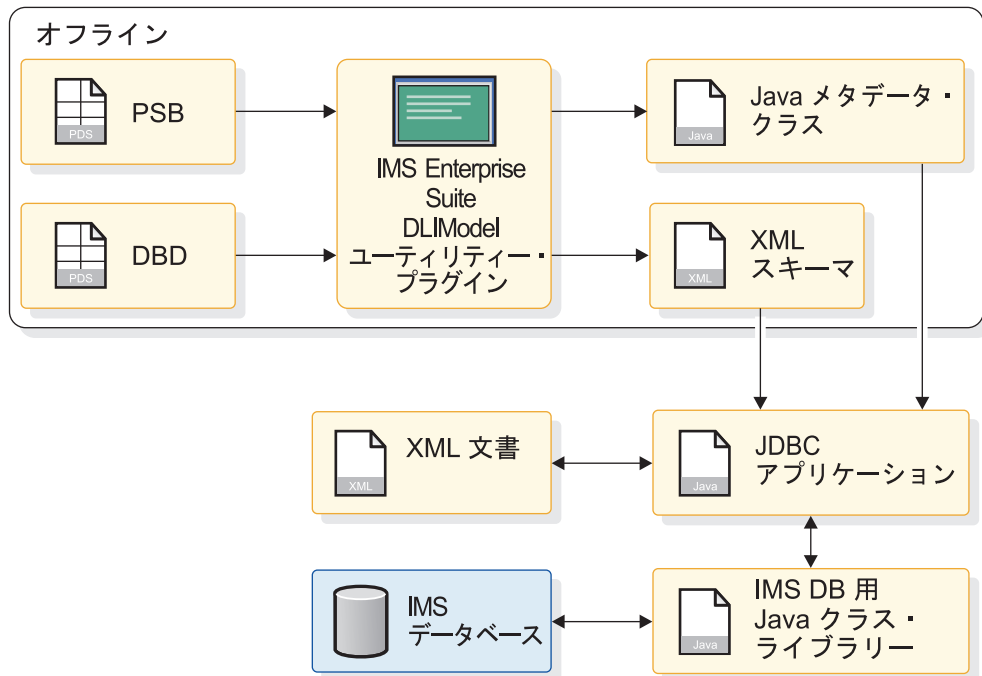 オフライン
PDS
PSB
IMS Enterprise
Suite
DLIModel
ユーティリティー・
プラグイン
Java
Java メタデータ・
クラス
PDS
DBD
XML
XML
スキーマ
XML
XML 文書
Java
JDBC
アプリケーション
IMS
データベース
Java
IMS DB 用
Java クラス・
ライブラリー